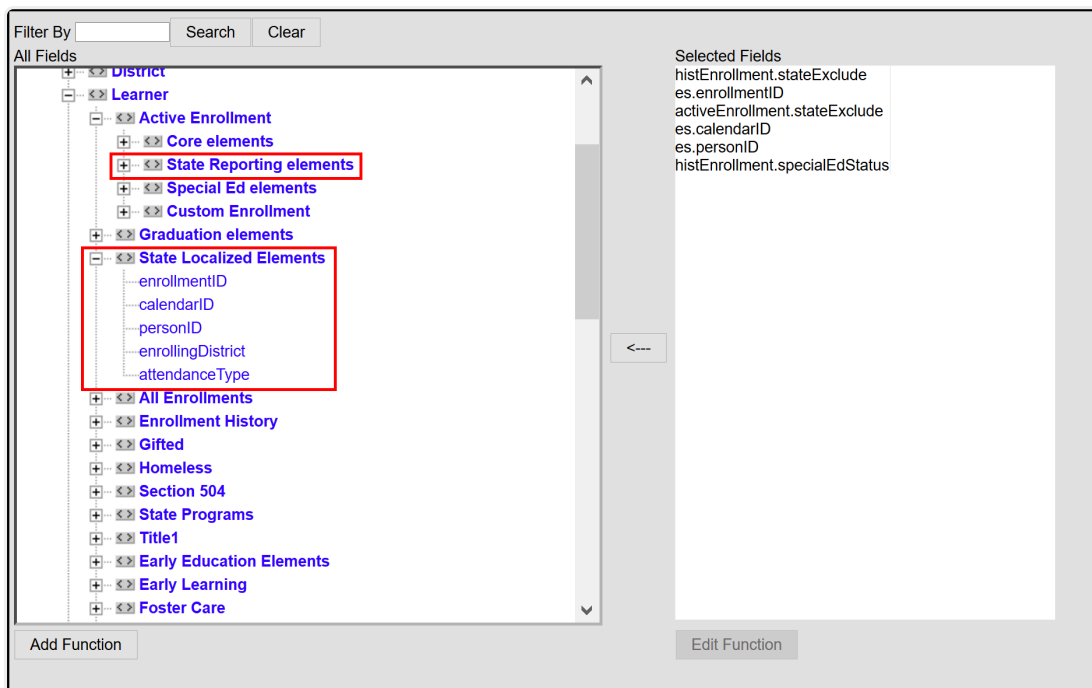 Filter By Search Clear
All Fields
District
Learner
Active Enrollment
Core elements
State Reporting elements
Special Ed elements
Custom Enrollment
Graduation elements
State Localized Elements
enrollmentID
calendarID
personID
enrollingDistrict
attendanceType
All Enrollments
Enrollment History
Gifted
Homeless
Section 504
State Programs
Title1
Early Education Elements
Early Learning
Foster Care
Add Function
<---
Selected Fields
histEnrollment.stateExclude
es.enrollmentID
activeEnrollment.stateExclude
es.calendarID
es.personID
histEnrollment.specialEdStatus
Edit Function